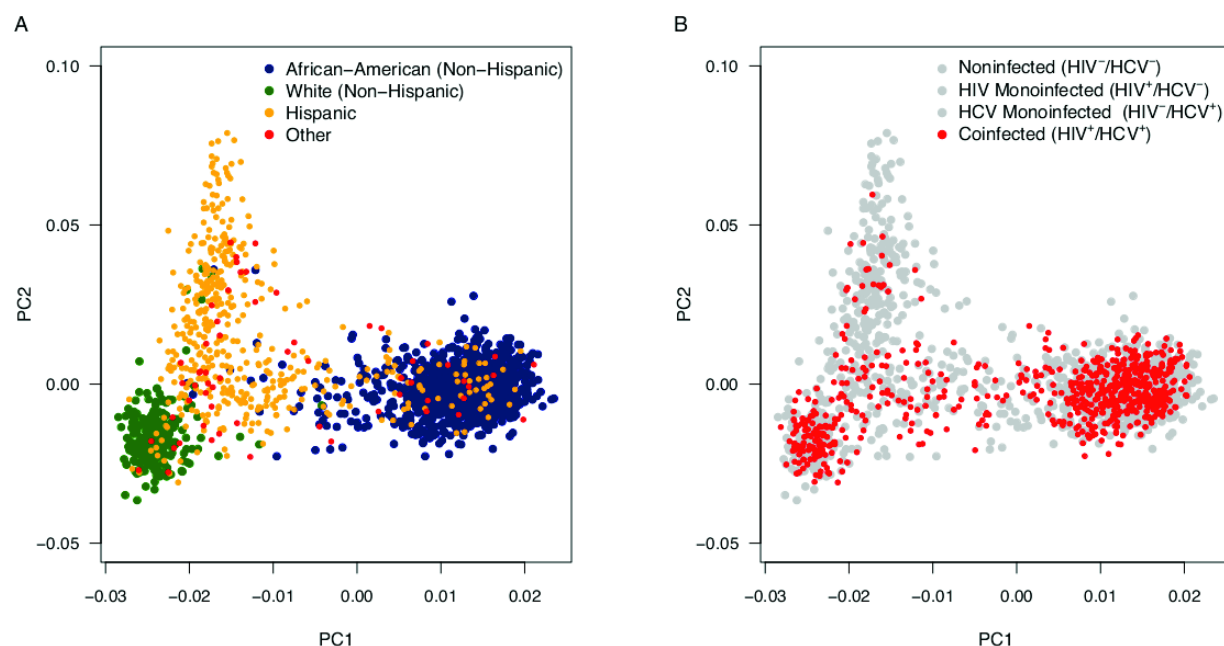 A
0.10
0.05
0.00
−0.05
PC2
African−American (Non−Hispanic)
White (Non−Hispanic)
Hispanic
Other
−0.03 −0.02 −0.01 0.00 0.01 0.02
PC1
B
0.10
0.05
0.00
−0.05
PC2
Noninfected (HIV⁻/HCV⁻)
HIV Monoinfected (HIV⁺/HCV⁻)
HCV Monoinfected (HIV⁻/HCV⁺)
Coinfected (HIV⁺/HCV⁺)
−0.03 −0.02 −0.01 0.00 0.01 0.02
PC1